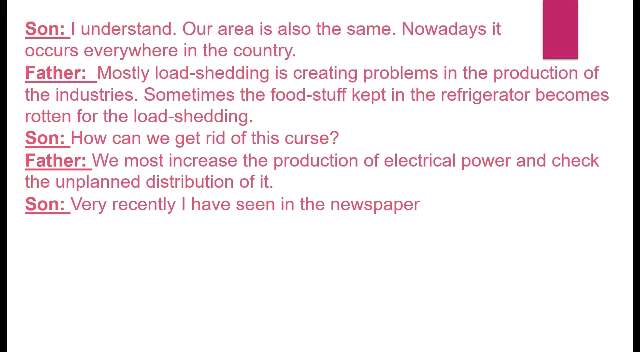 Son: I understand. Our area is also the same. Nowadays it
occurs everywhere in the country.
Father: Mostly load-shedding is creating problems in the production of
the industries. Sometimes the food-stuff kept in the refrigerator becomes
rotten for the load-shedding.
Son: How can we get rid of this curse?
Father: We most increase the production of electrical power and check
the unplanned distribution of it.
Son: Very recently I have seen in the newspaper